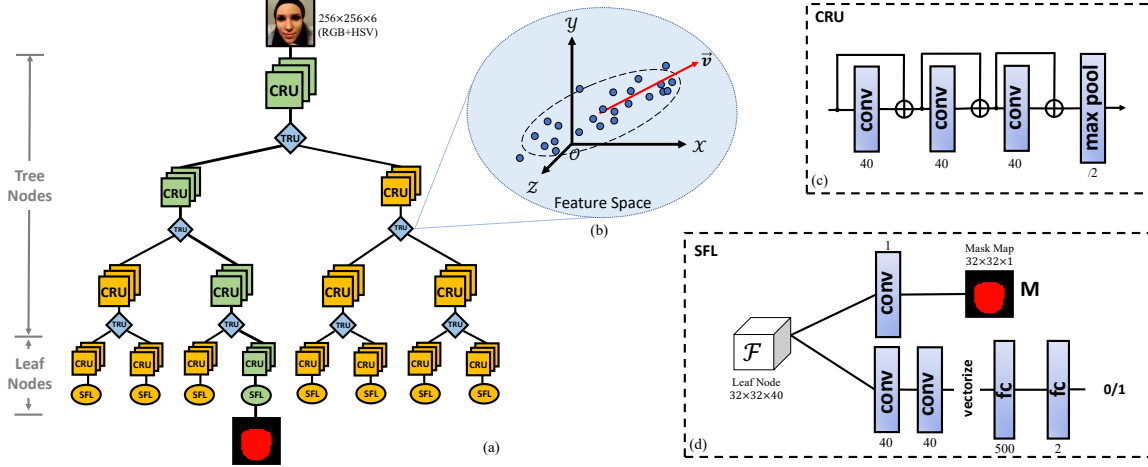 256×256×6
(RGB+HSV)
CRU
TRU
Tree
Nodes
CRU
CRU
TRU
TRU
CRU
CRU
CRU
CRU
TRU
TRU
TRU
TRU
Leaf
Nodes
CRU
CRU
CRU
CRU
CRU
CRU
CRU
CRU
SFL
SFL
SFL
SFL
SFL
SFL
SFL
SFL
(a)
𝒴
v⃗
𝒪
𝒳
𝒵
Feature Space
(b)
CRU
conv
conv
conv
max pool
40
40
40
/2
(c)
SFL
1
conv
Mask Map
32×32×1
M
ℱ
Leaf Node
32×32×40
conv
conv
vectorize
fc
fc
0/1
40
40
500
2
(d)